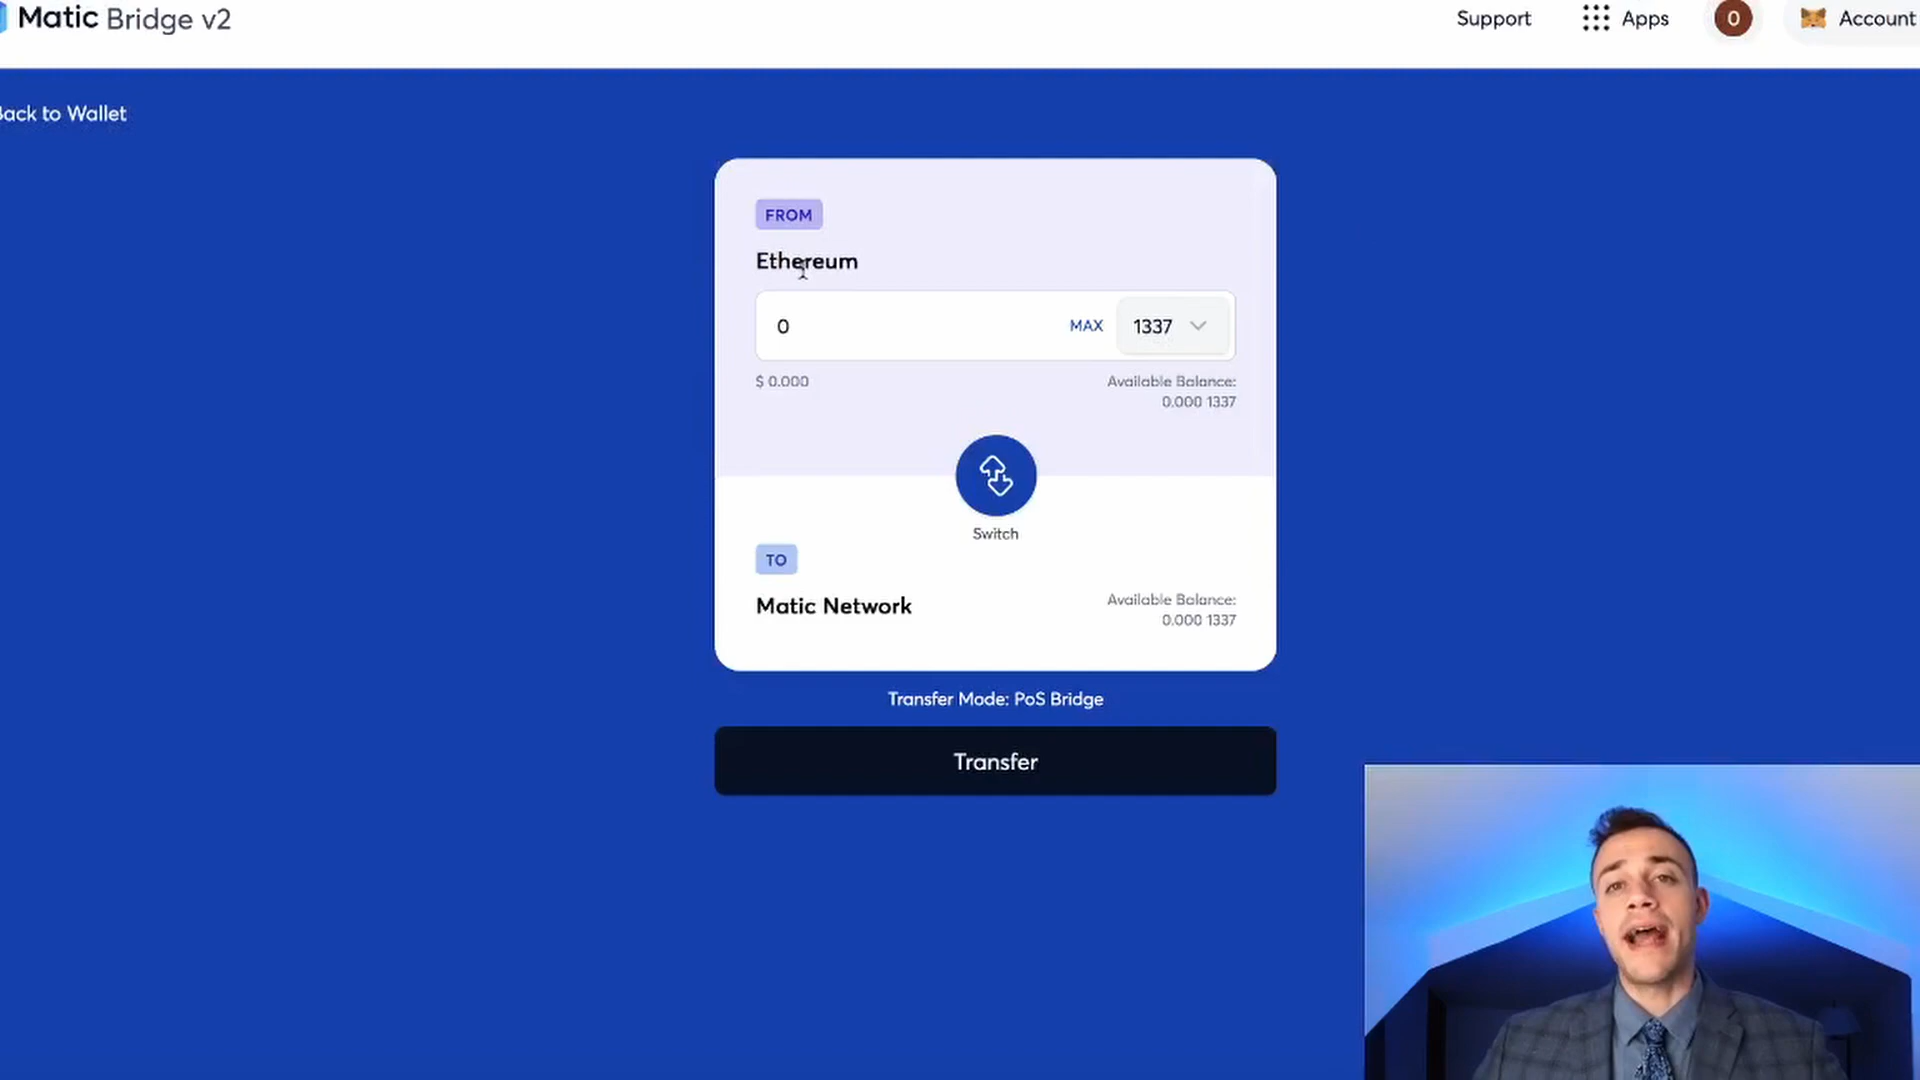 Matic Bridge v2
Support
Apps
0
Account
Back to Wallet
FROM
Ethereum
0
MAX
1337
$ 0.000
Available Balance:
0.000 1337
Switch
TO
Matic Network
Available Balance:
0.000 1337
Transfer Mode: PoS Bridge
Transfer